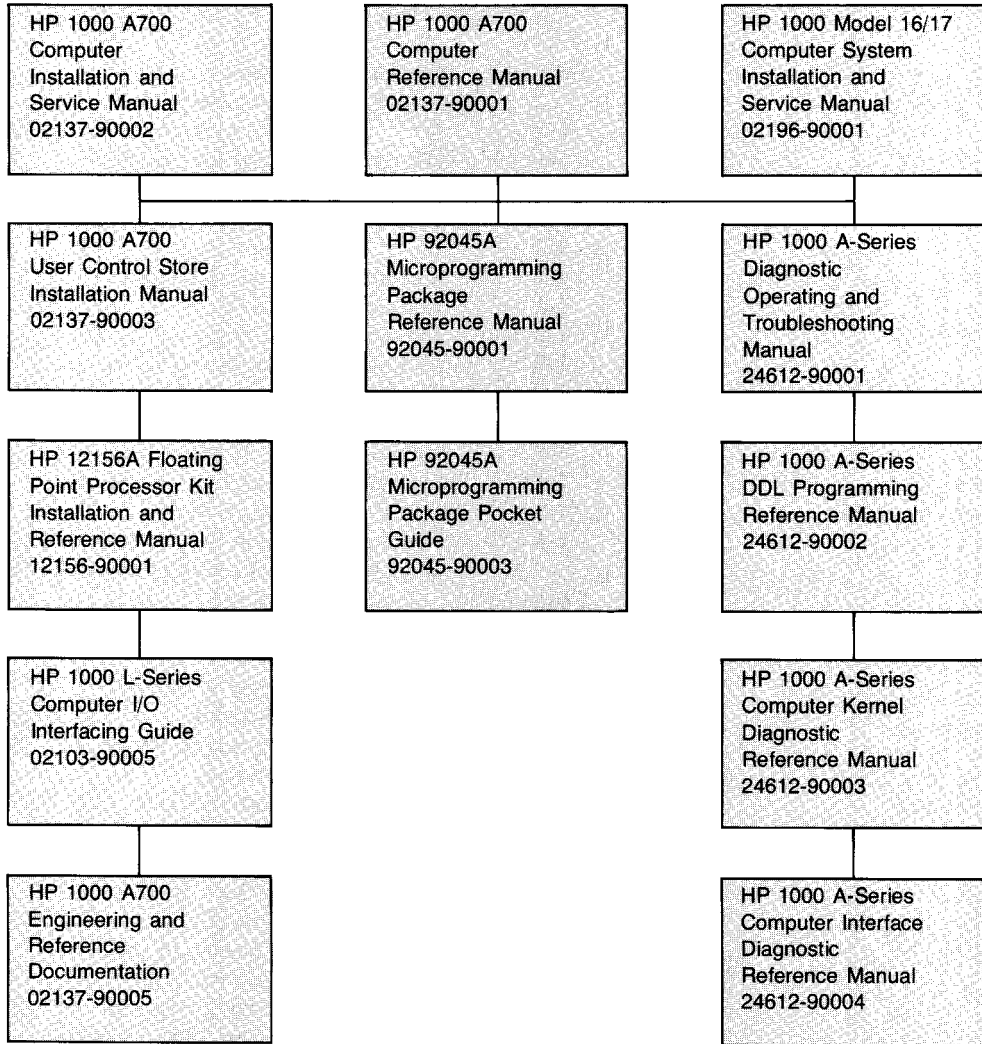 HP 1000 A700
Computer
Installation and
Service Manual
02137-90002
HP 1000 A700
Computer
Reference Manual
02137-90001
HP 1000 Model 16/17
Computer System
Installation and
Service Manual
02196-90001
HP 1000 A700
User Control Store
Installation Manual
02137-90003
HP 92045A
Microprogramming
Package
Reference Manual
92045-90001
HP 1000 A-Series
Diagnostic
Operating and
Troubleshooting
Manual
24612-90001
HP 12156A Floating
Point Processor Kit
Installation and
Reference Manual
12156-90001
HP 92045A
Microprogramming
Package Pocket
Guide
92045-90003
HP 1000 A-Series
DDL Programming
Reference Manual
24612-90002
HP 1000 L-Series
Computer I/O
Interfacing Guide
02103-90005
HP 1000 A-Series
Computer Kernel
Diagnostic
Reference Manual
24612-90003
HP 1000 A700
Engineering and
Reference
Documentation
02137-90005
HP 1000 A-Series
Computer Interface
Diagnostic
Reference Manual
24612-90004